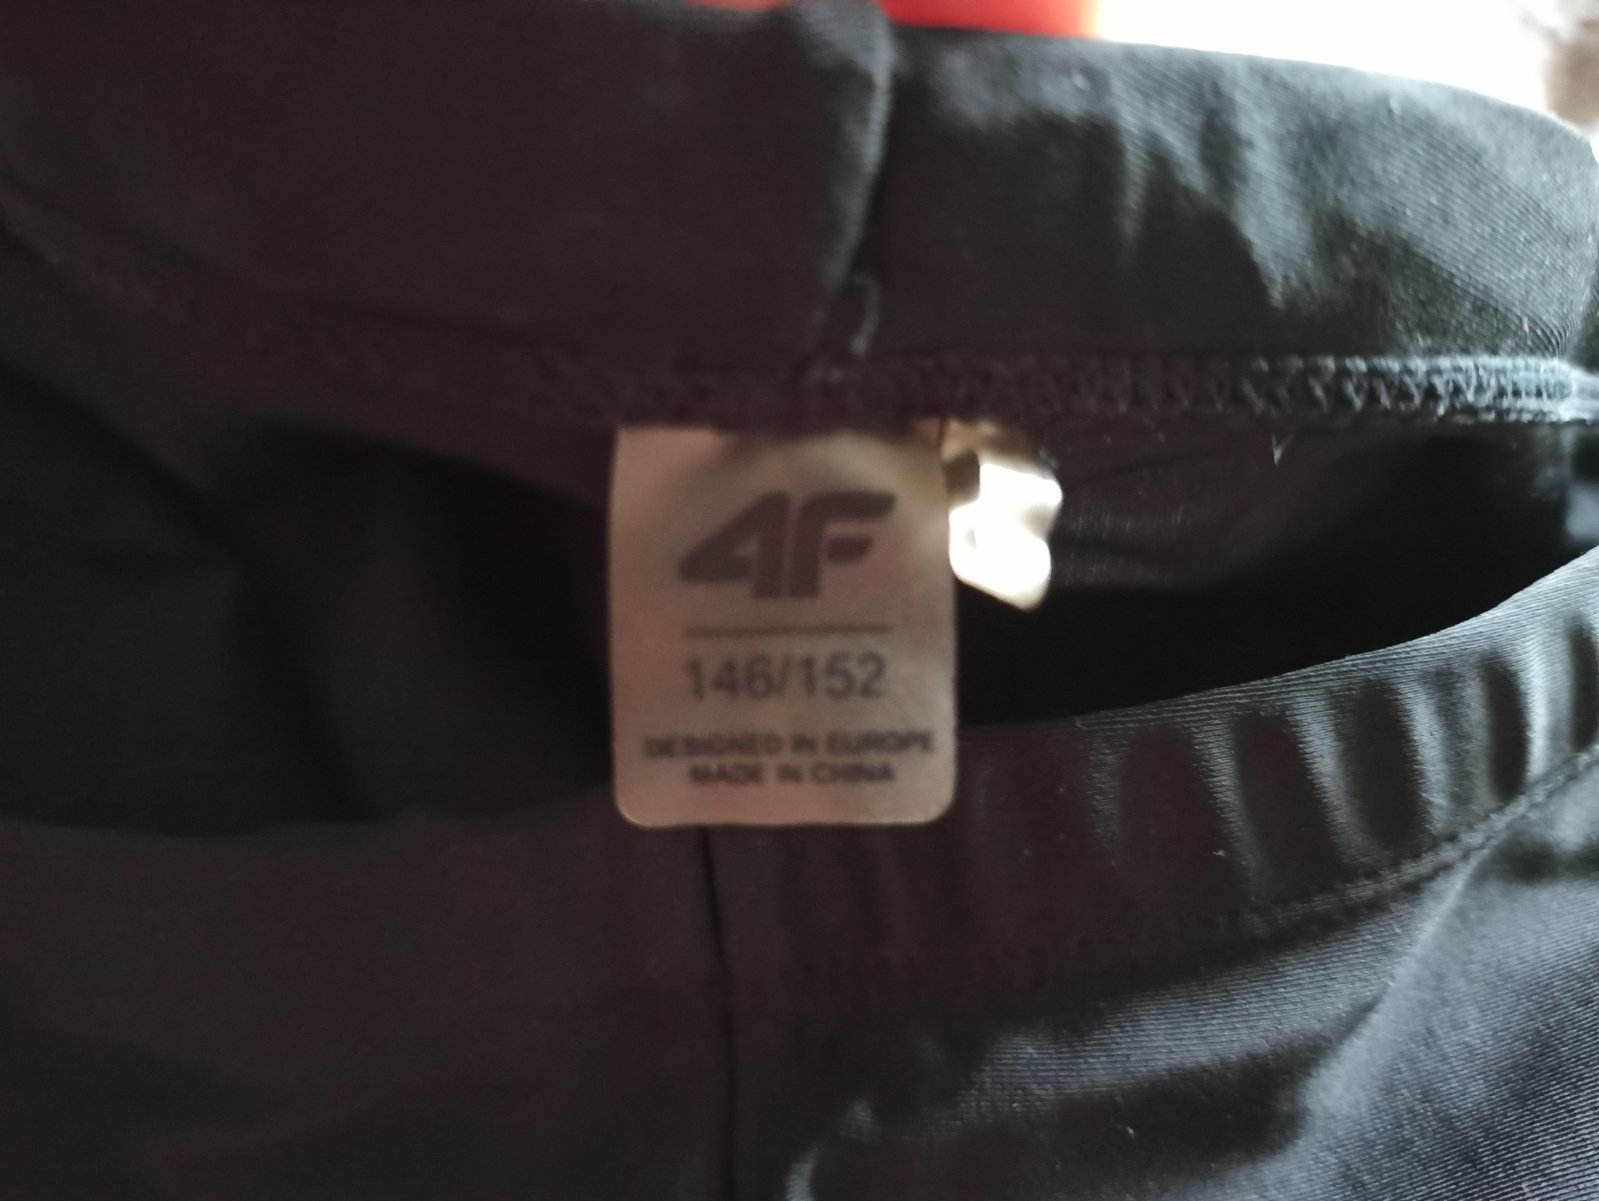 4F
146/152
DESIGNED IN EUROPE
MADE IN CHINA